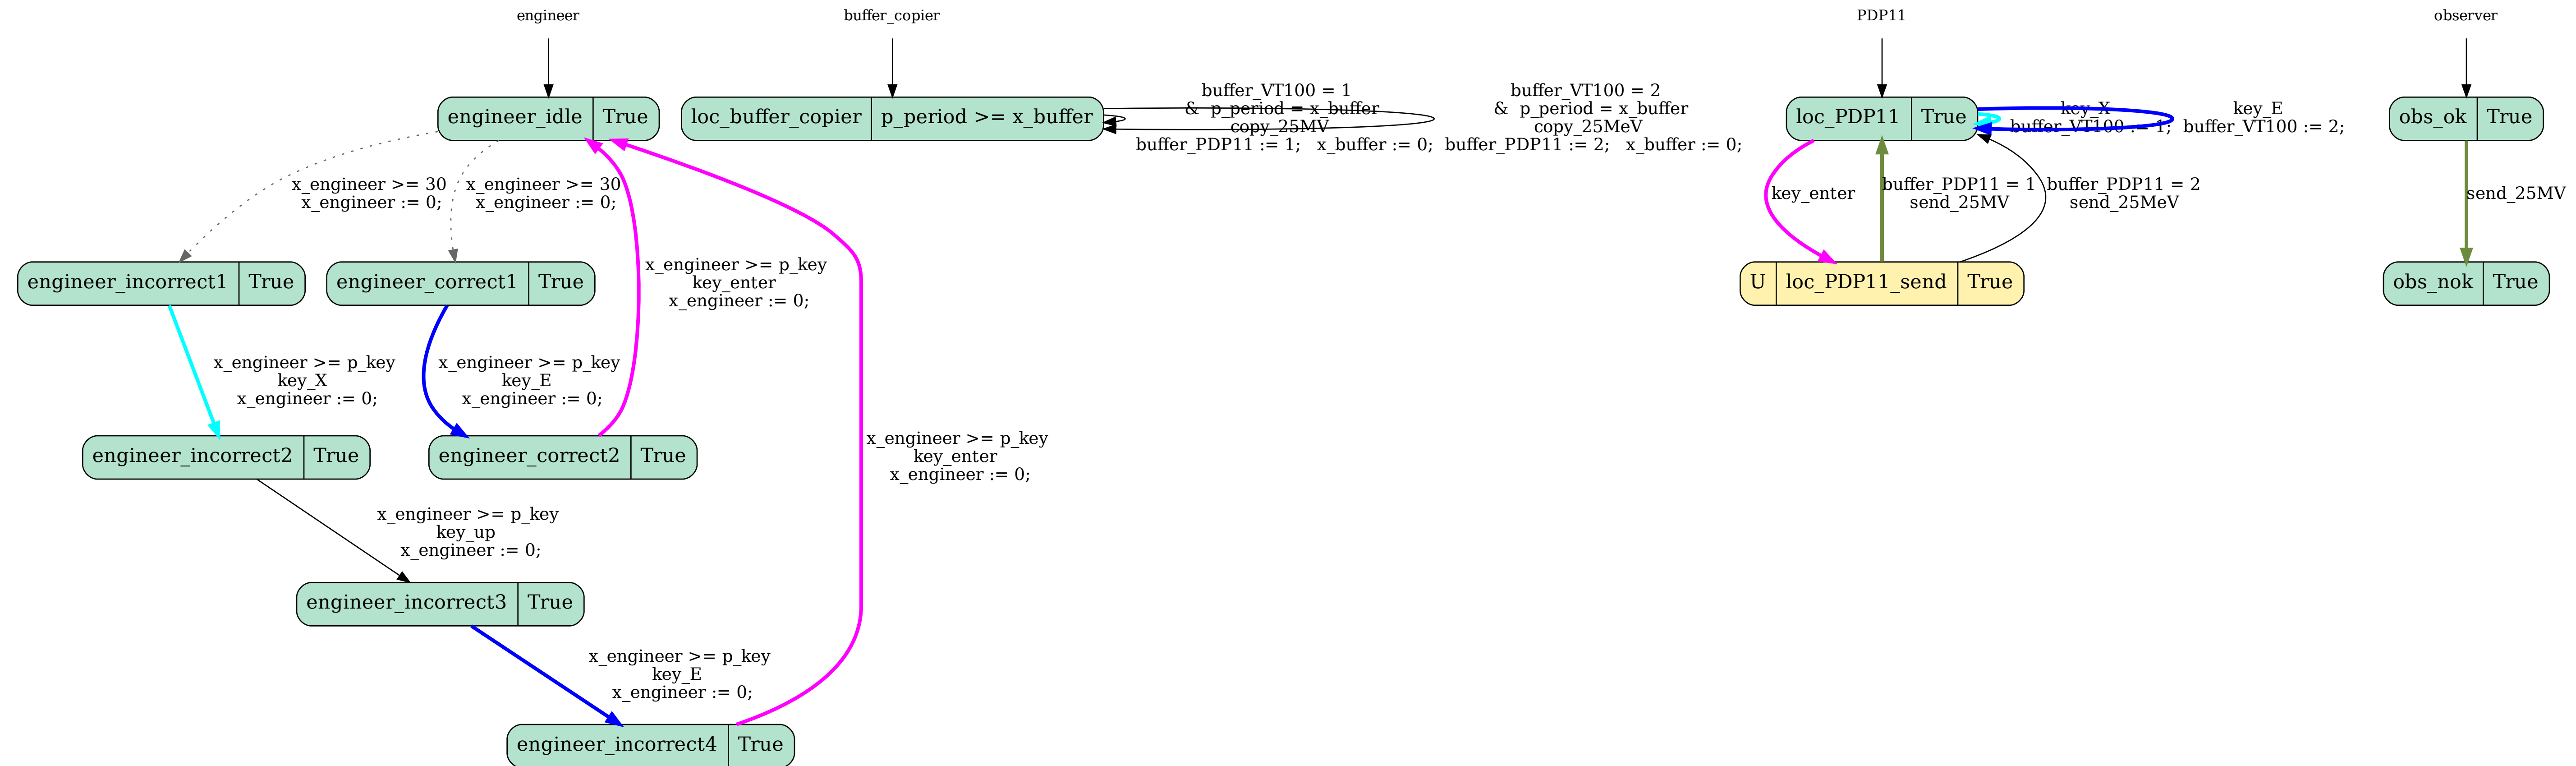 engineer
buffer_copier
PDP11
observer
engineer_idle True
loc_buffer_copier p_period >= x_buffer
buffer_VT100 = 1
& p_period = x_buffer
copy_25MV
buffer_PDP11 := 1; x_buffer := 0;
buffer_VT100 = 2
& p_period = x_buffer
copy_25MeV
buffer_PDP11 := 2; x_buffer := 0;
loc_PDP11 True
key_X
buffer_VT100 := 1;
key_E
buffer_VT100 := 2;
obs_ok True
x_engineer >= 30
x_engineer := 0;
x_engineer >= 30
x_engineer := 0;
key_enter
buffer_PDP11 = 1
send_25MV
buffer_PDP11 = 2
send_25MeV
send_25MV
engineer_incorrect1 True
engineer_correct1 True
x_engineer >= p_key
key_enter
x_engineer := 0;
U loc_PDP11_send True
obs_nok True
x_engineer >= p_key
key_X
x_engineer := 0;
x_engineer >= p_key
key_E
x_engineer := 0;
engineer_incorrect2 True
engineer_correct2 True
x_engineer >= p_key
key_enter
x_engineer := 0;
x_engineer >= p_key
key_up
x_engineer := 0;
engineer_incorrect3 True
x_engineer >= p_key
key_E
x_engineer := 0;
engineer_incorrect4 True